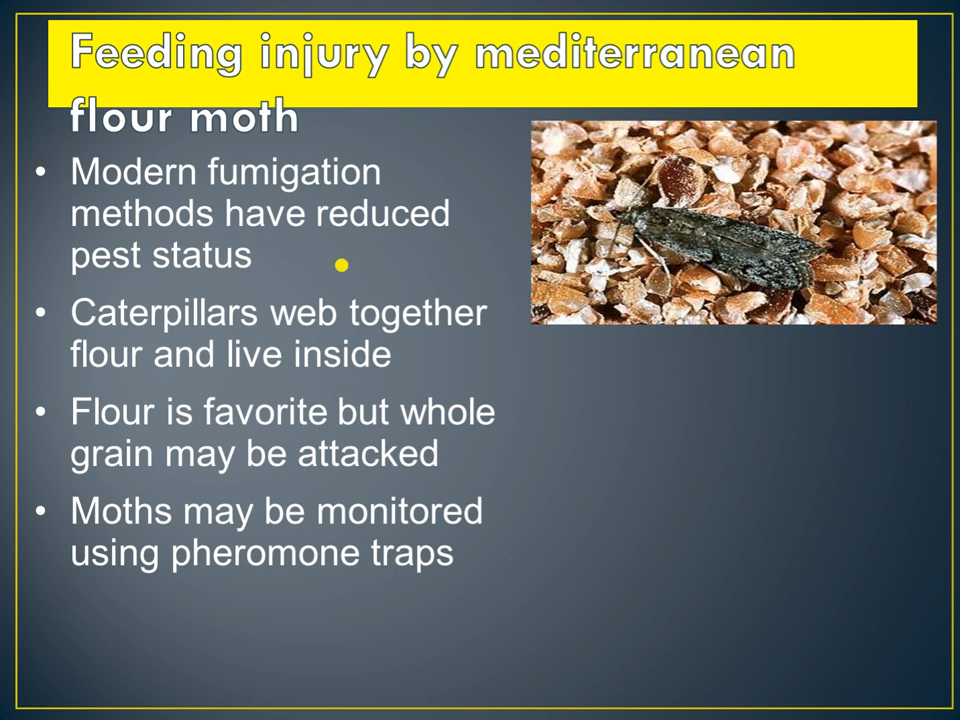 Feeding injury by mediterranean
flour moth
• Modern fumigation
methods have reduced
pest status
• Caterpillars web together
flour and live inside
• Flour is favorite but whole
grain may be attacked
• Moths may be monitored
using pheromone traps